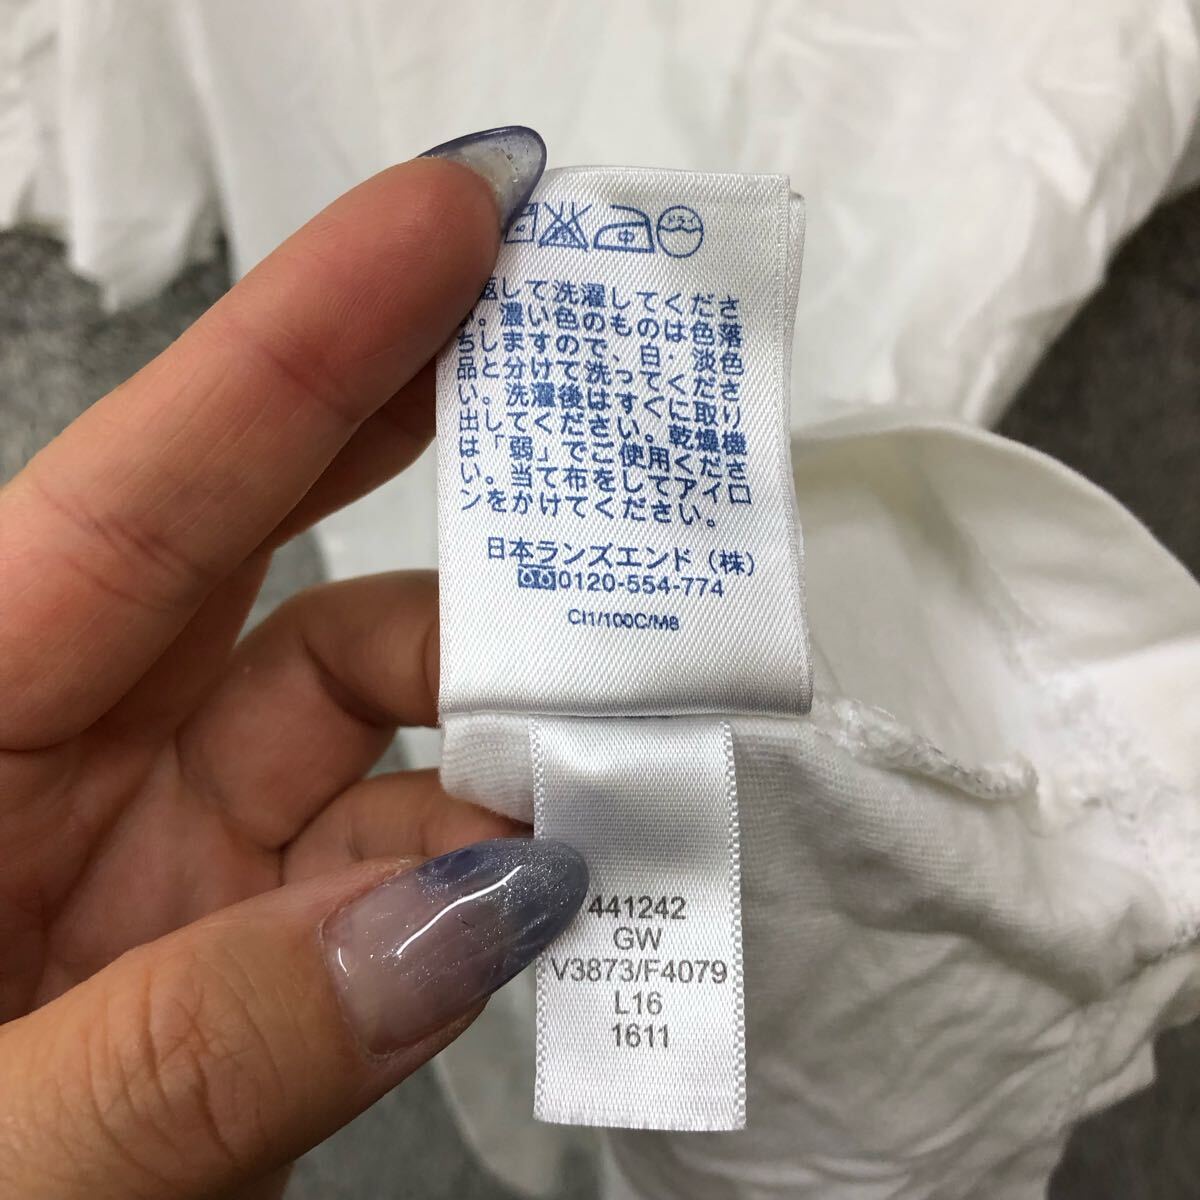 ドライ
中
返して洗濯してくださ
い。濃い色のものは色落
ちしますので、白・淡色
品と分けて洗ってくださ
い。洗濯後はすぐに取り
出してください。乾燥機
は「弱」でご使用くださ
い。当て布をしてアイロ
ンをかけてください。
日本ランズエンド（株）
0120-554-774
CI1/100C/M8
441242
GW
V3873/F4079
L16
1611